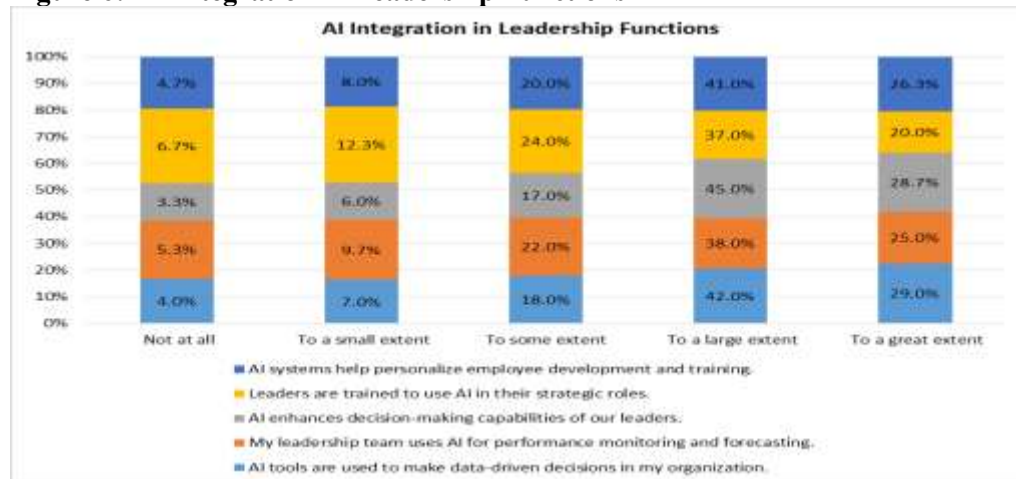 AI Integration in Leadership Functions
100%
90%
80%
70%
60%
50%
40%
30%
20%
10%
0%
4.7% 8.0% 20.0% 41.0% 26.3%
6.7% 12.3% 24.0% 37.0% 20.0%
3.3% 6.0% 17.0% 45.0% 28.7%
5.3% 9.7% 22.0% 38.0% 25.0%
4.0% 7.0% 18.0% 42.0% 29.0%
Not at all To a small extent To some extent To a large extent To a great extent
AI systems help personalize employee development and training.
Leaders are trained to use AI in their strategic roles.
AI enhances decision-making capabilities of our leaders.
My leadership team uses AI for performance monitoring and forecasting.
AI tools are used to make data-driven decisions in my organization.